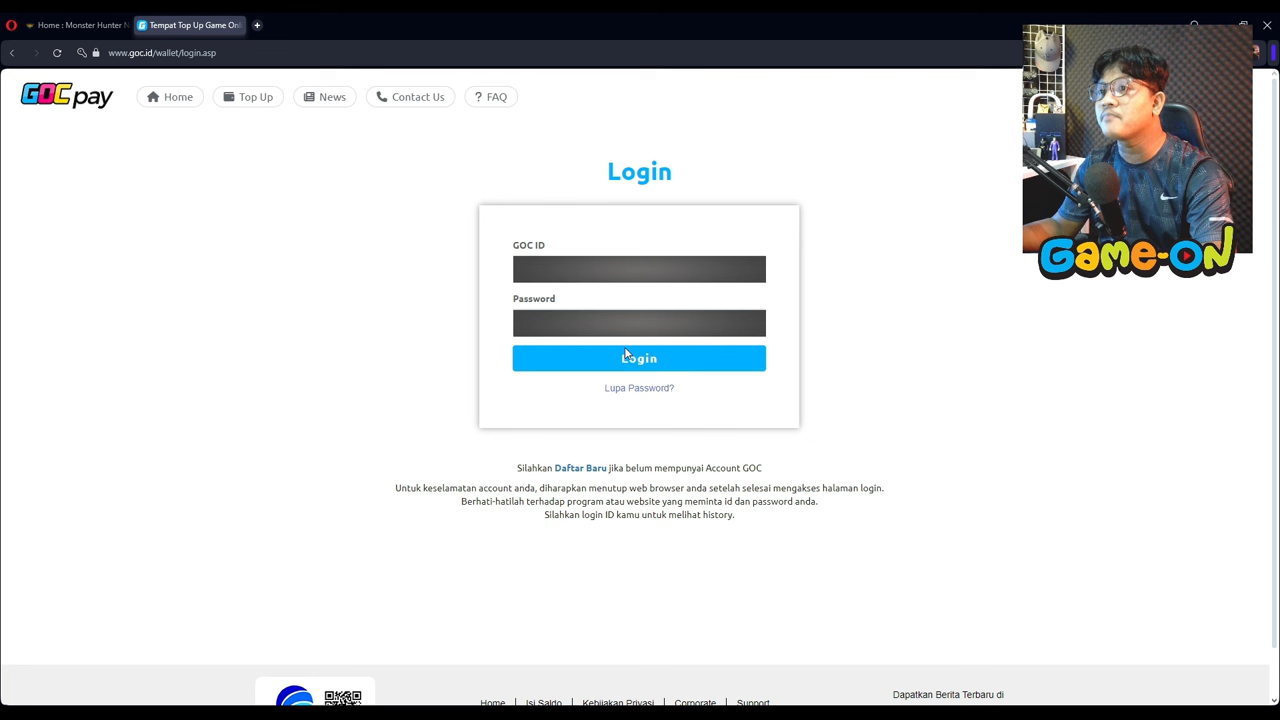 Home : Monster Hunter
Tempat Top Up Game Onl
www.goc.id/wallet/login.asp
GOC pay
Home
Top Up
News
Contact Us
? FAQ
GAME-ON
Login
GOC ID
Password
Login
Lupa Password?
Silahkan Daftar Baru jika belum mempunyai Account GOC
Untuk keselamatan account anda, diharapkan menutup web browser anda setelah selesai mengakses halaman login.
Berhati-hatilah terhadap program atau website yang meminta id dan password anda.
Silahkan login ID kamu untuk melihat history.
Home | Isi Saldo | Kebijakan Privasi | Corporate | Support
Dapatkan Berita Terbaru di